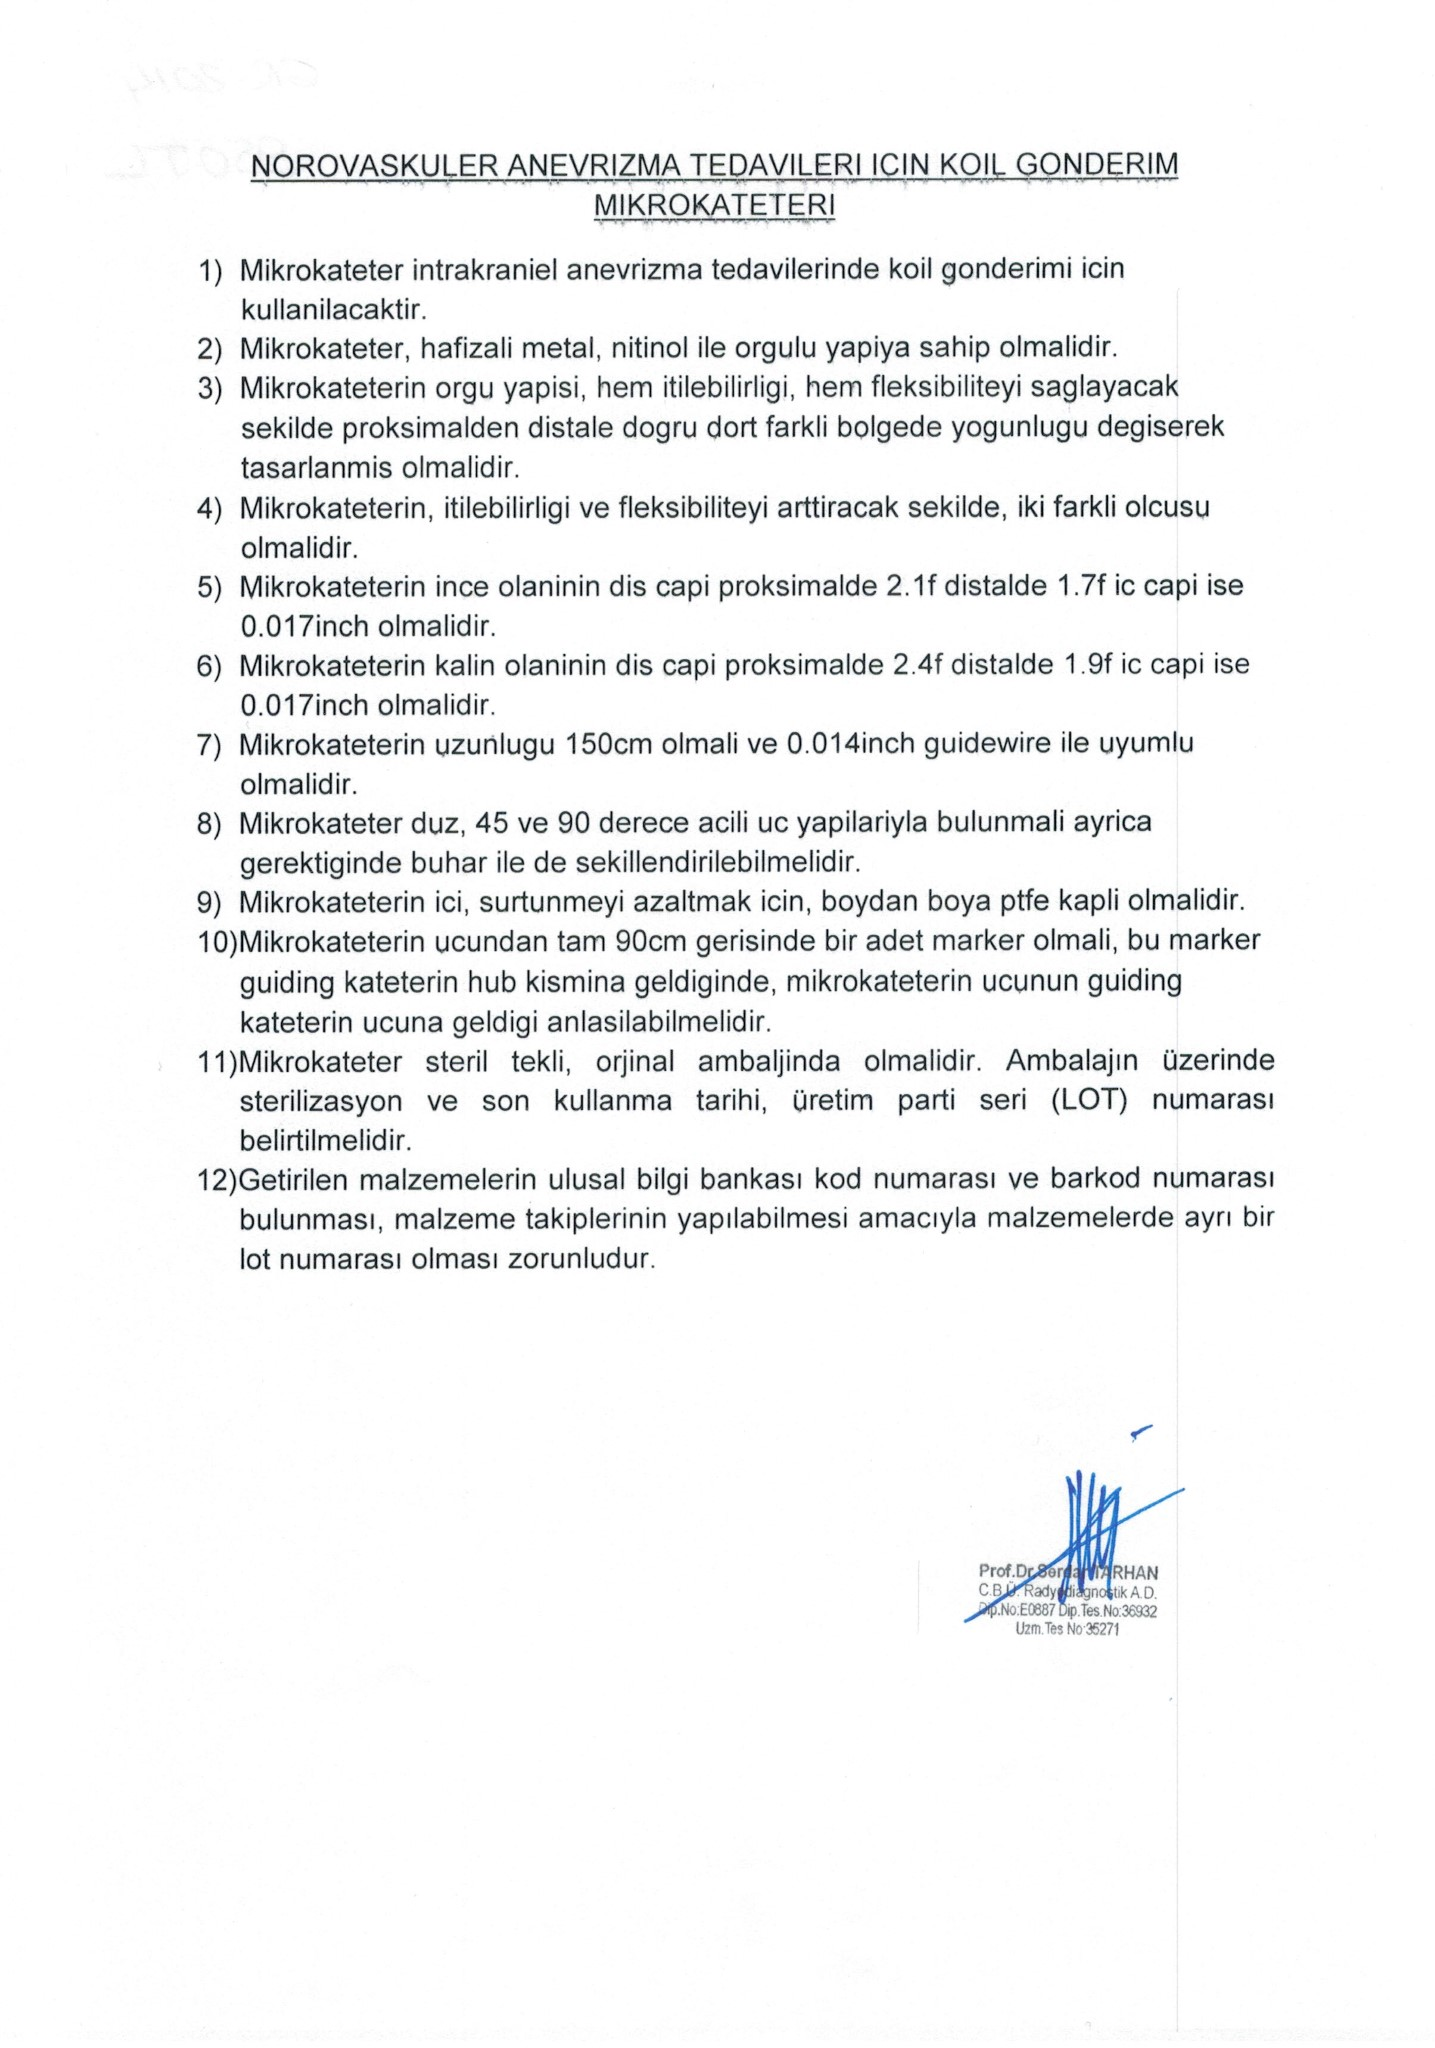 NOROVASKULER ANEVRIZMA TEDAVILERI ICIN KOIL GONDERIM
MIKROKATETERI
1) Mikrokateter intrakraniel anevrizma tedavilerinde koil gonderimi icin
kullanilacaktir.
2) Mikrokateter, hafizali metal, nitinol ile orgulu yapiya sahip olmalidir.
3) Mikrokateterin orgu yapisi, hem itilebilirligi, hem fleksibiliteyi saglayacak
sekilde proksimalden distale dogru dort farkli bolgede yogunlugu degiserek
tasarlanmis olmalidir.
4) Mikrokateterin, itilebilirligi ve fleksibiliteyi arttiracak sekilde, iki farkli olcusu
olmalidir.
5) Mikrokateterin ince olaninin dis capi proksimalde 2.1f distalde 1.7f ic capi ise
0.017inch olmalidir.
6) Mikrokateterin kalin olaninin dis capi proksimalde 2.4f distalde 1.9f ic capi ise
0.017inch olmalidir.
7) Mikrokateterin uzunlugu 150cm olmali ve 0.014inch guidewire ile uyumlu
olmalidir.
8) Mikrokateter duz, 45 ve 90 derece acili uc yapilariyla bulunmali ayrica
gerektiginde buhar ile de sekillendirilebilmelidir.
9) Mikrokateterin ici, surtunmeyi azaltmak icin, boydan boya ptfe kapli olmalidir.
10)Mikrokateterin ucundan tam 90cm gerisinde bir adet marker olmali, bu marker
guiding kateterin hub kismina geldiginde, mikrokateterin ucunun guiding
kateterin ucuna geldigi anlasilabilmelidir.
11)Mikrokateter steril tekli, orjinal ambaljinda olmalidir. Ambalajın üzerinde
sterilizasyon ve son kullanma tarihi, üretim parti seri (LOT) numarası
belirtilmelidir.
12)Getirilen malzemelerin ulusal bilgi bankası kod numarası ve barkod numarası
bulunması, malzeme takiplerinin yapılabilmesi amacıyla malzemelerde ayrı bir
lot numarası olması zorunludur.
Prof.Dr.Serdar TARHAN
C.B.Ü. Radyodiagnostik A.D.
Dip.No:E0887 Dip.Tes.No:36932
Uzm.Tes No:35271